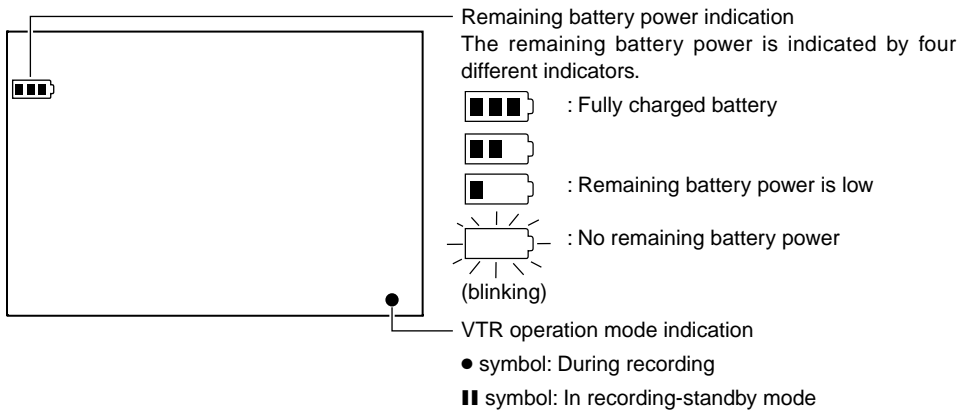 Remaining battery power indication
The remaining battery power is indicated by four
different indicators.
: Fully charged battery
: Remaining battery power is low
: No remaining battery power
(blinking)
VTR operation mode indication
● symbol: During recording
II symbol: In recording-standby mode